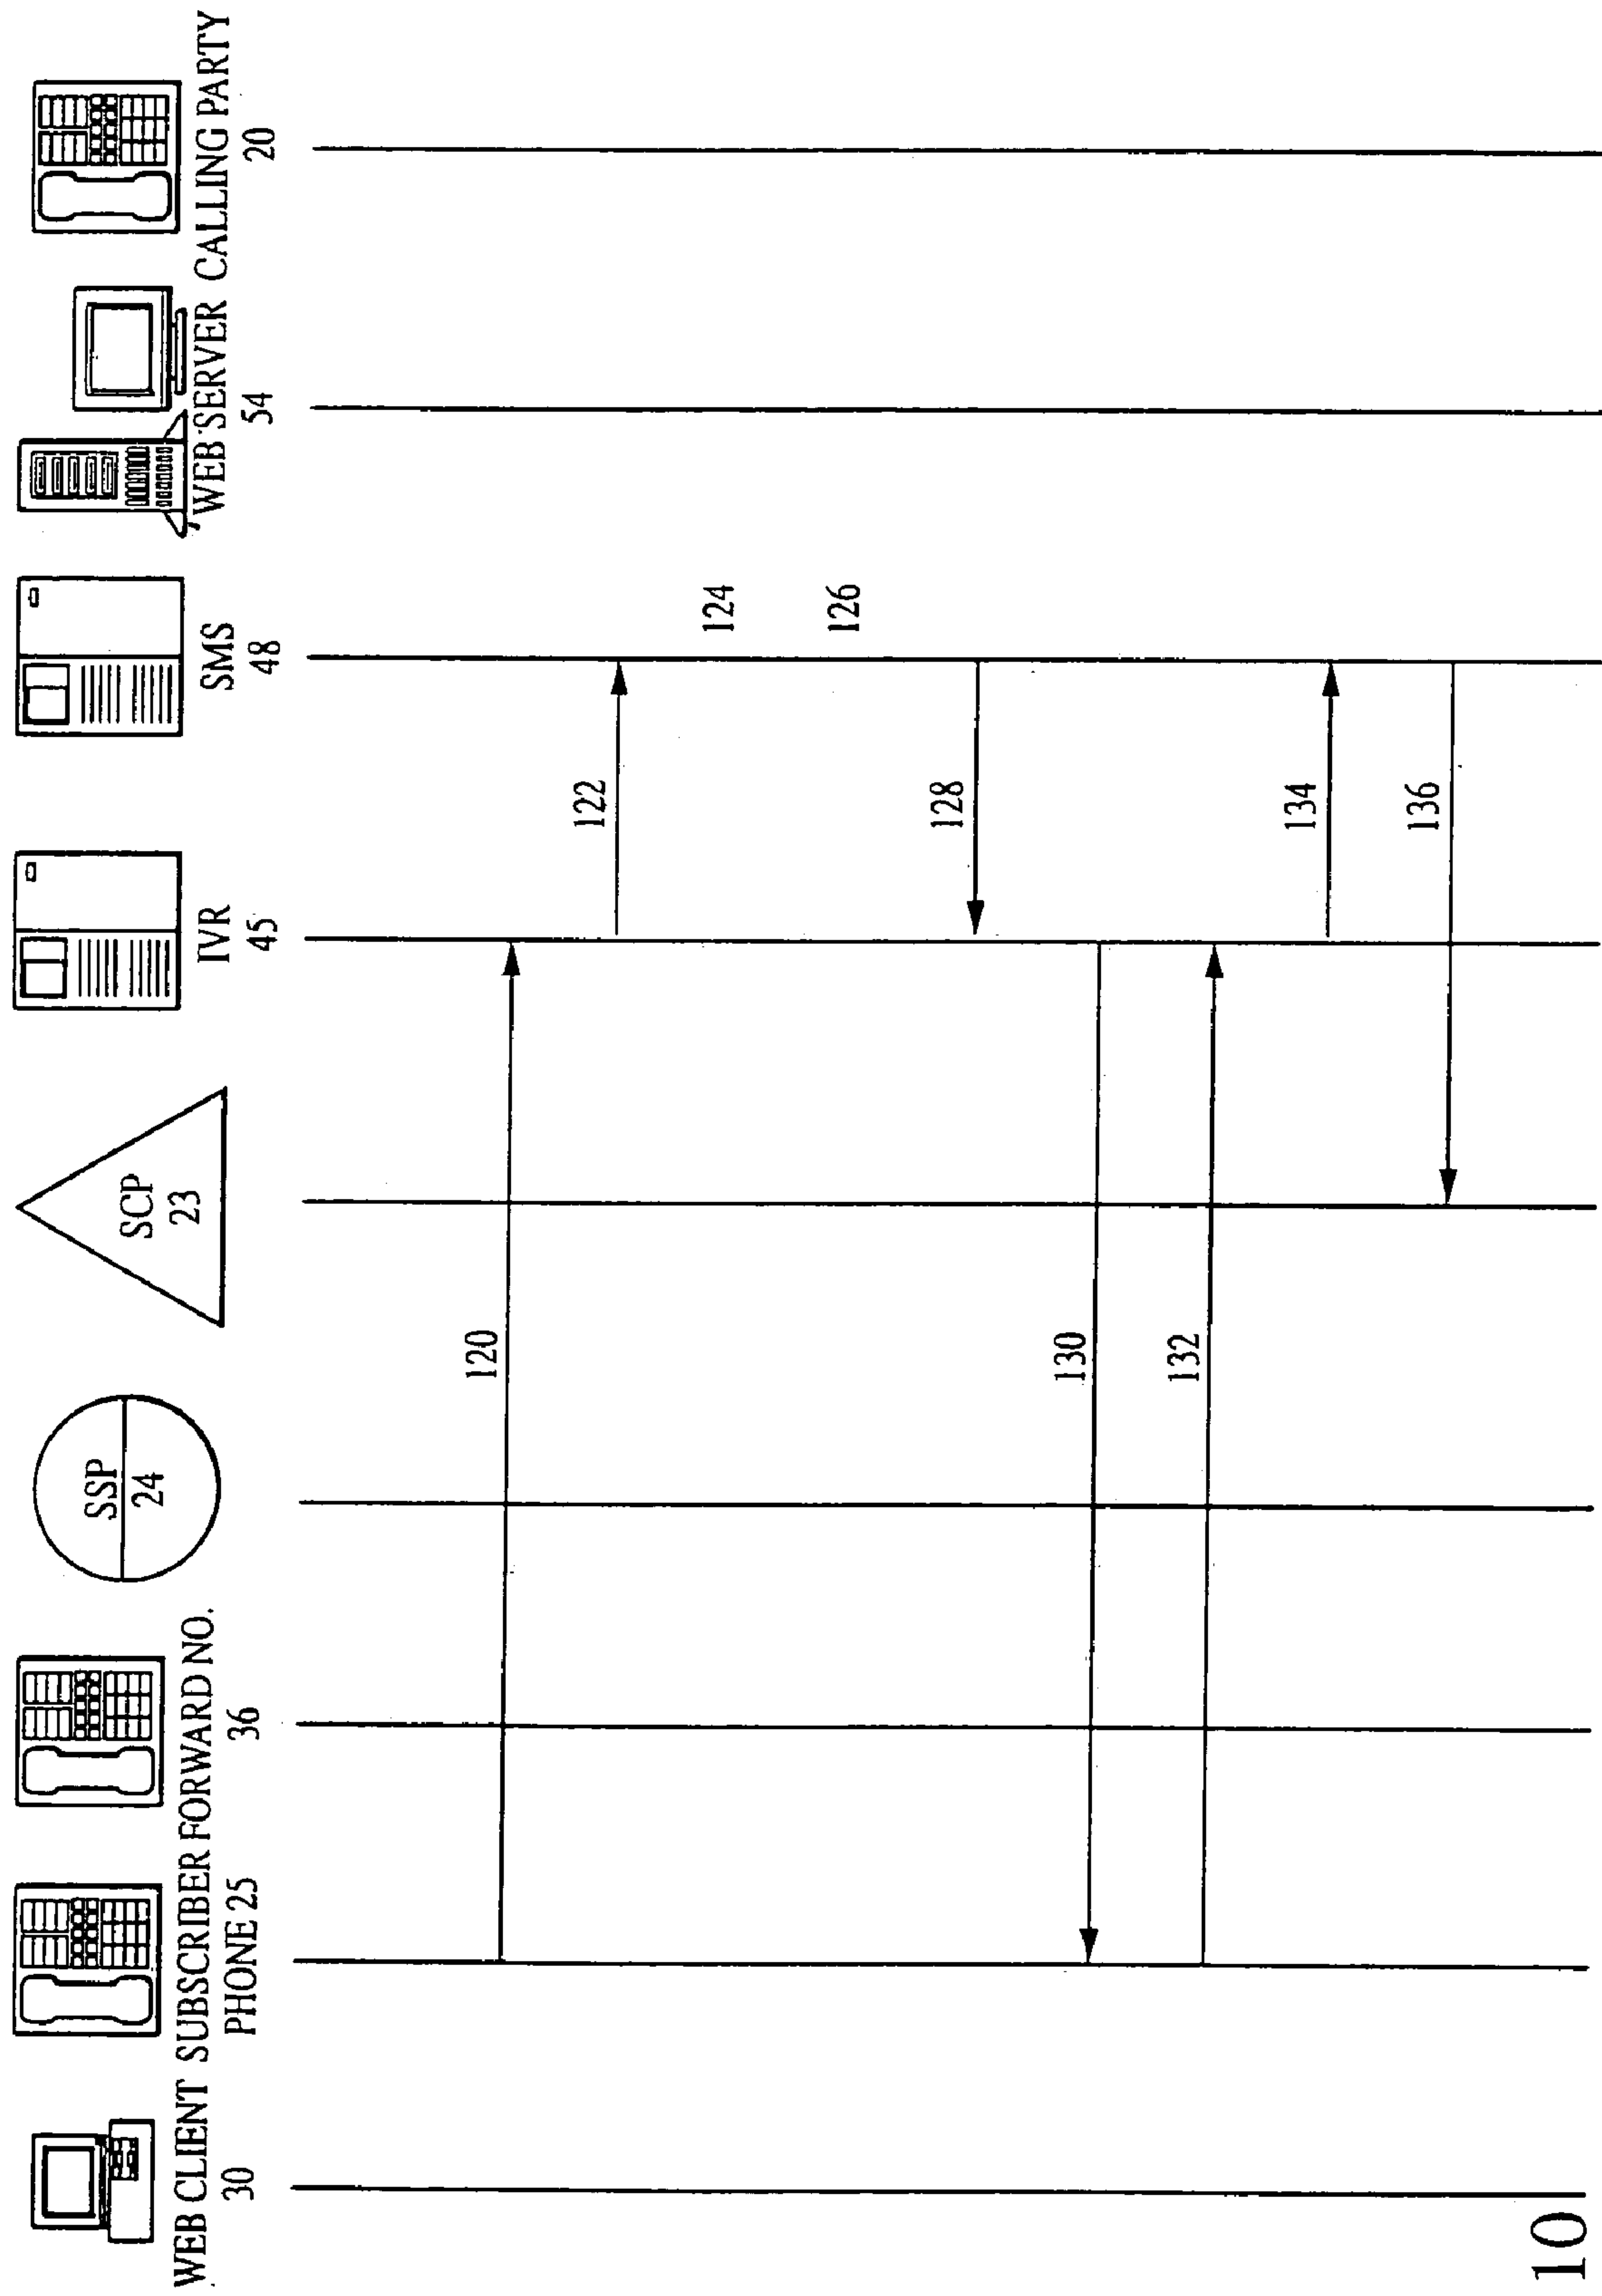 WEB CLIENT
30
SUBSCRIBER
PHONE 25
FORWARD NO.
36
SSP
24
SCP
23
IVR
45
SMS
48
WEB SERVER
54
CALLING PARTY
20
120
122
124
126
128
130
132
134
136
10